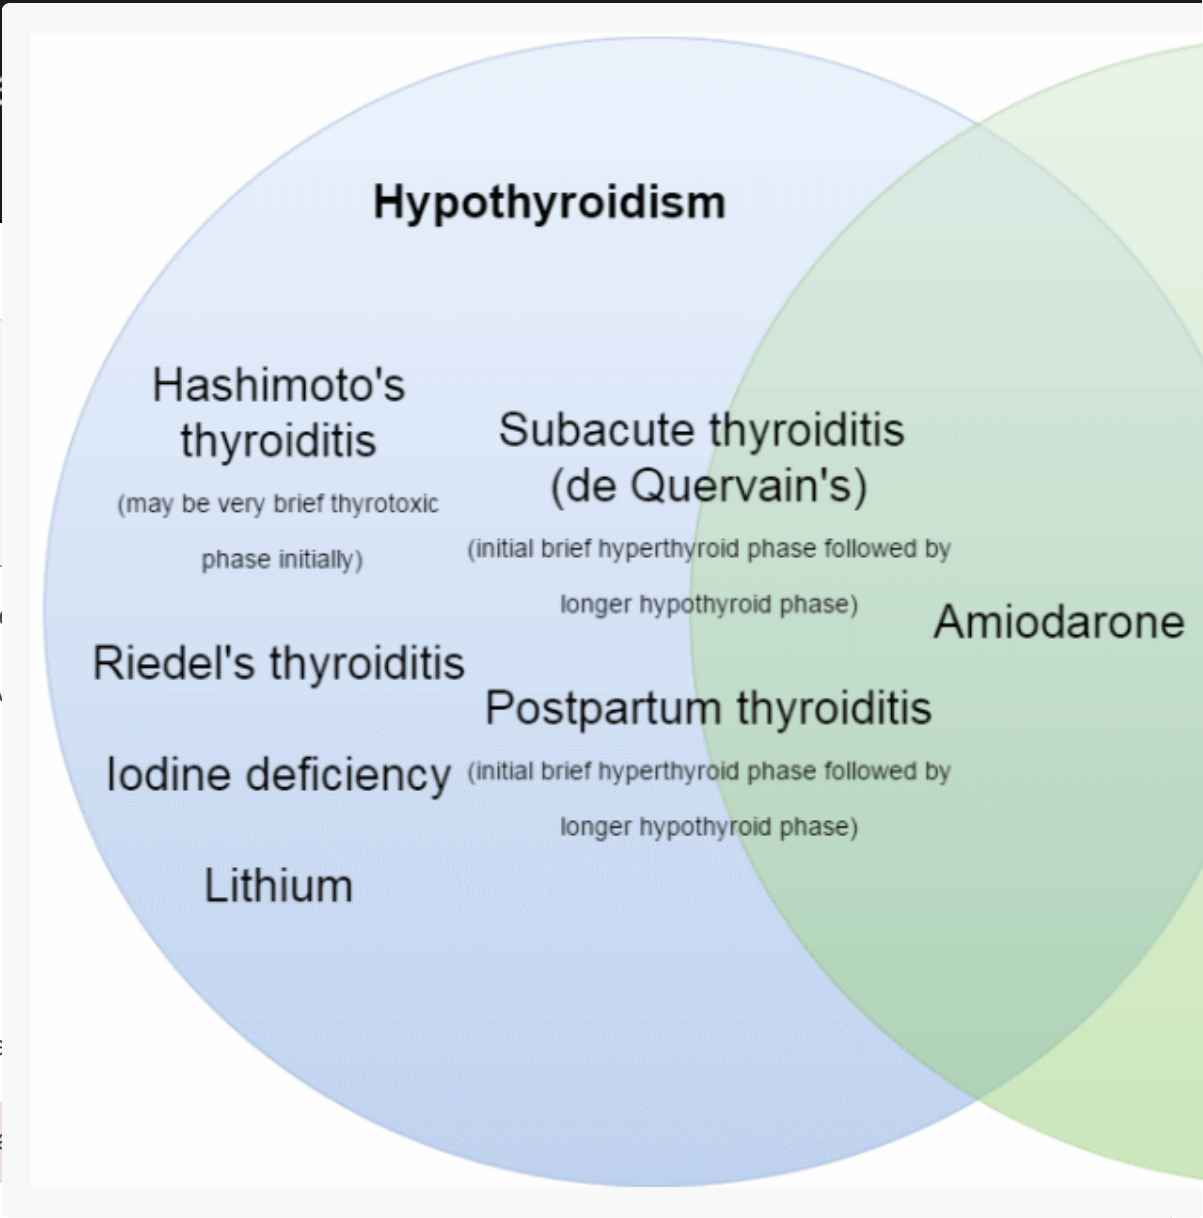 Hypothyroidism
Hashimoto's
thyroiditis
(may be very brief thyrotoxic
phase initially)
Riedel's thyroiditis
Iodine deficiency
Lithium
Subacute thyroiditis
(de Quervain's)
(initial brief hyperthyroid phase followed by
longer hypothyroid phase)
Postpartum thyroiditis
(initial brief hyperthyroid phase followed by
longer hypothyroid phase)
Amiodarone